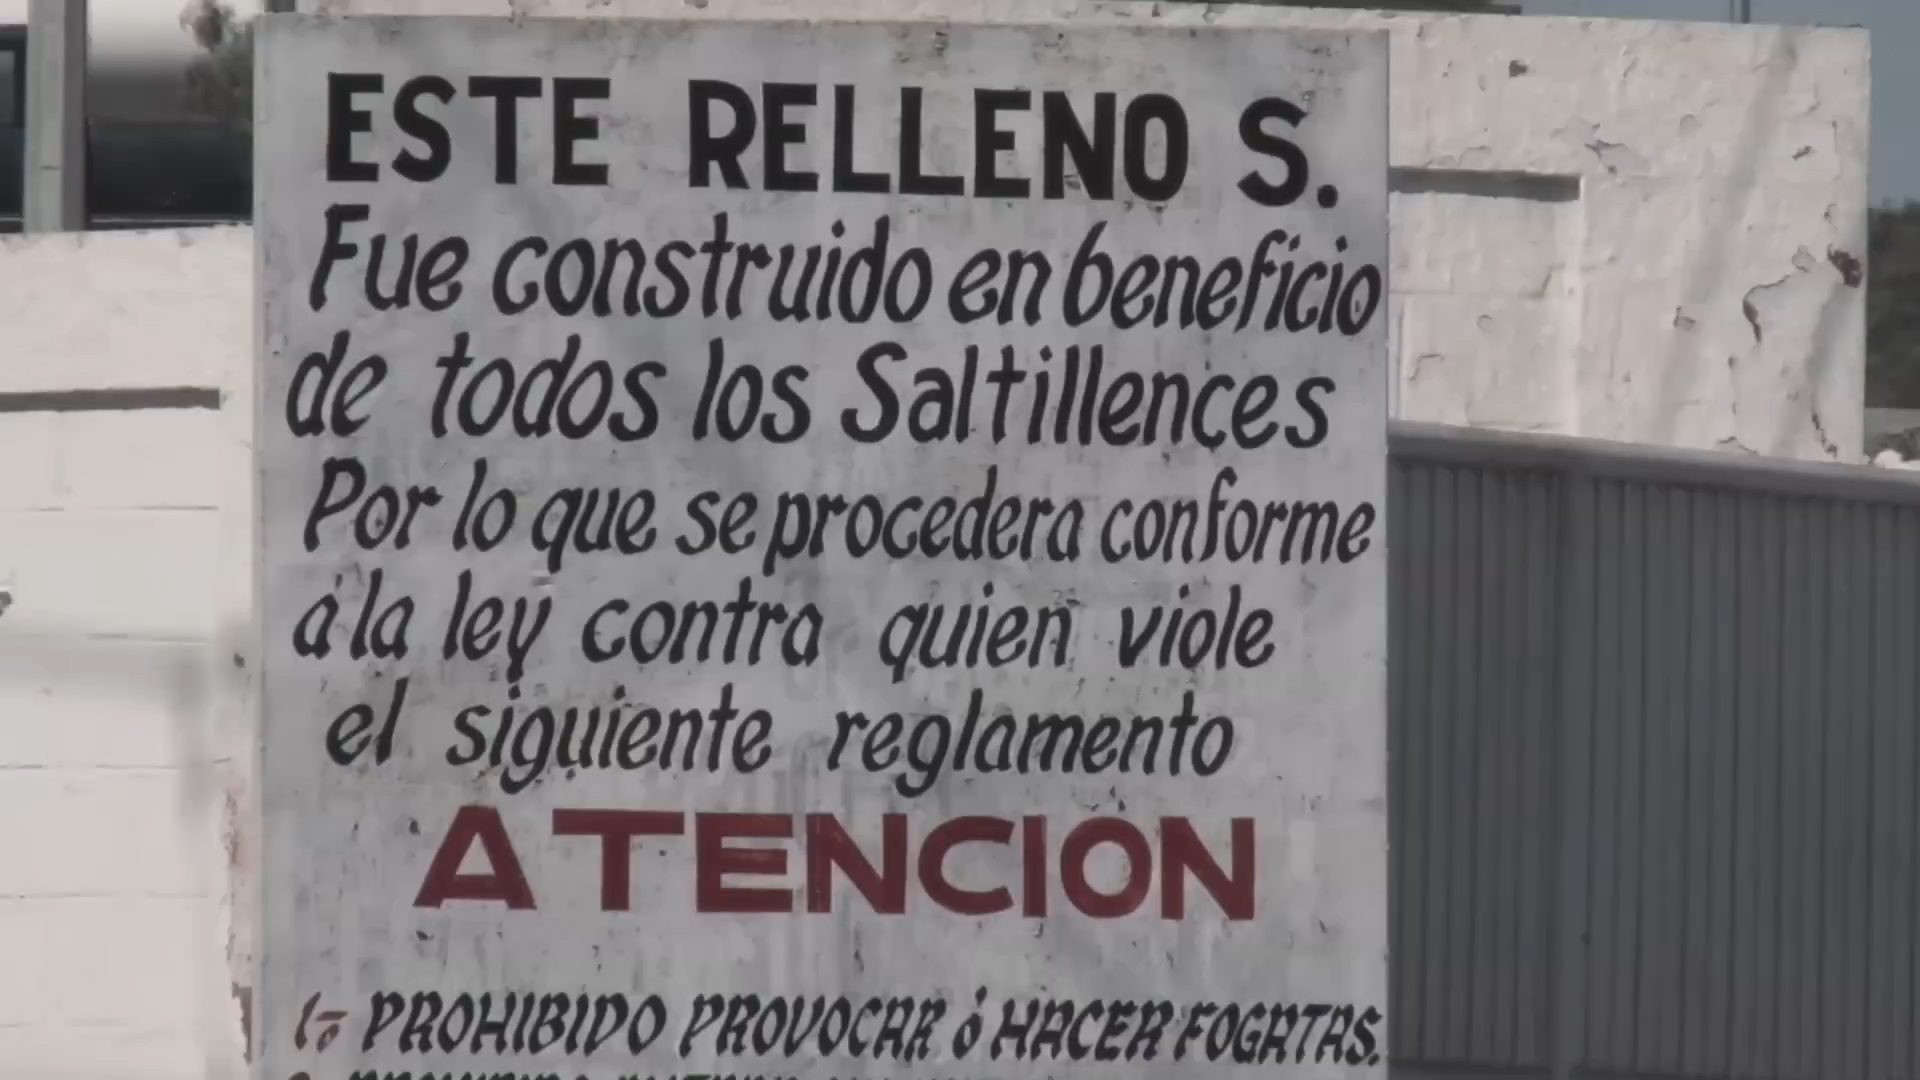 ESTE RELLENO S.
Fue construido en beneficio
de todos los Saltillences
Por lo que se procedera conforme
á la ley contra quien viole
el siguiente reglamento
ATENCION
1- PROHIBIDO PROVOCAR ó HACER FOGATAS.